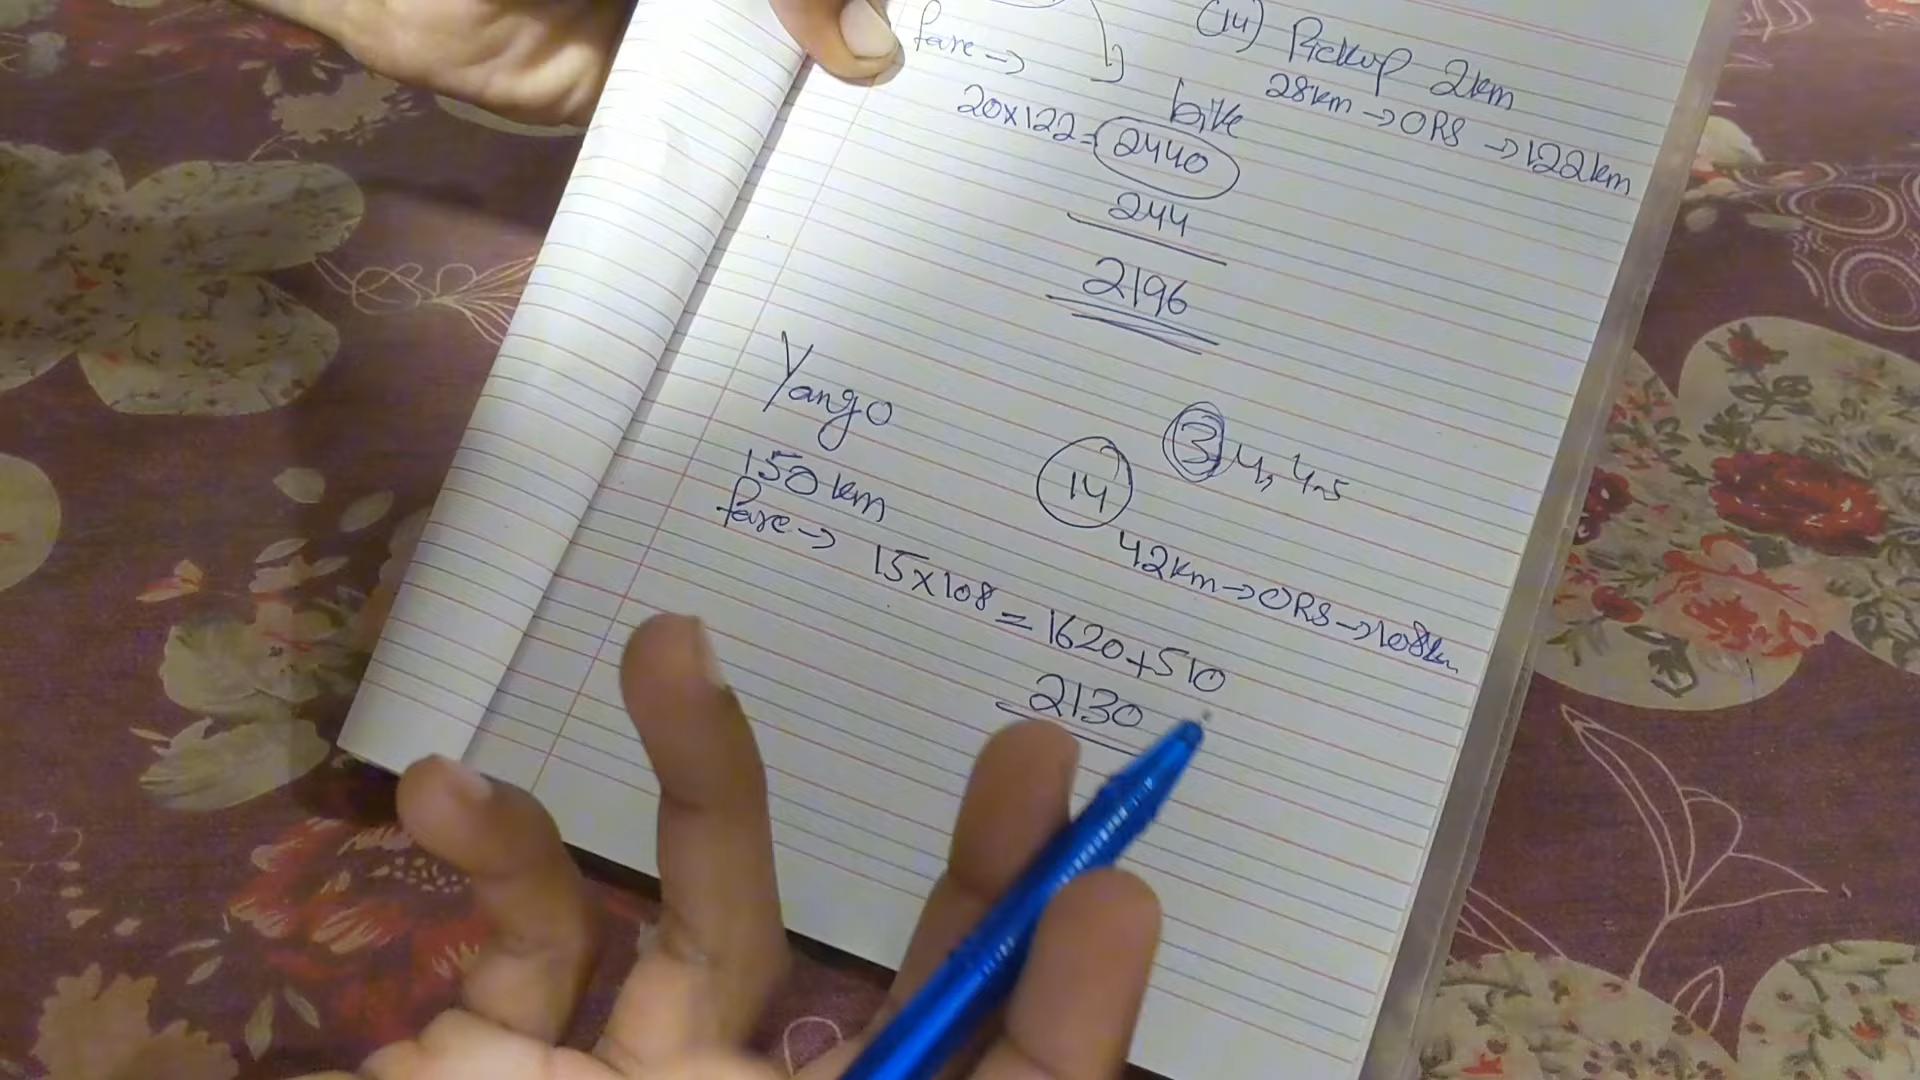 (14) Pickup 2km
28km → ORS → 122km
fare →
bike
20x122=2440
244
2196
Yango
3, 4, 4.5
14
150 km
42km → ORS → 108km
fare → 15x108 = 1620+510
2130